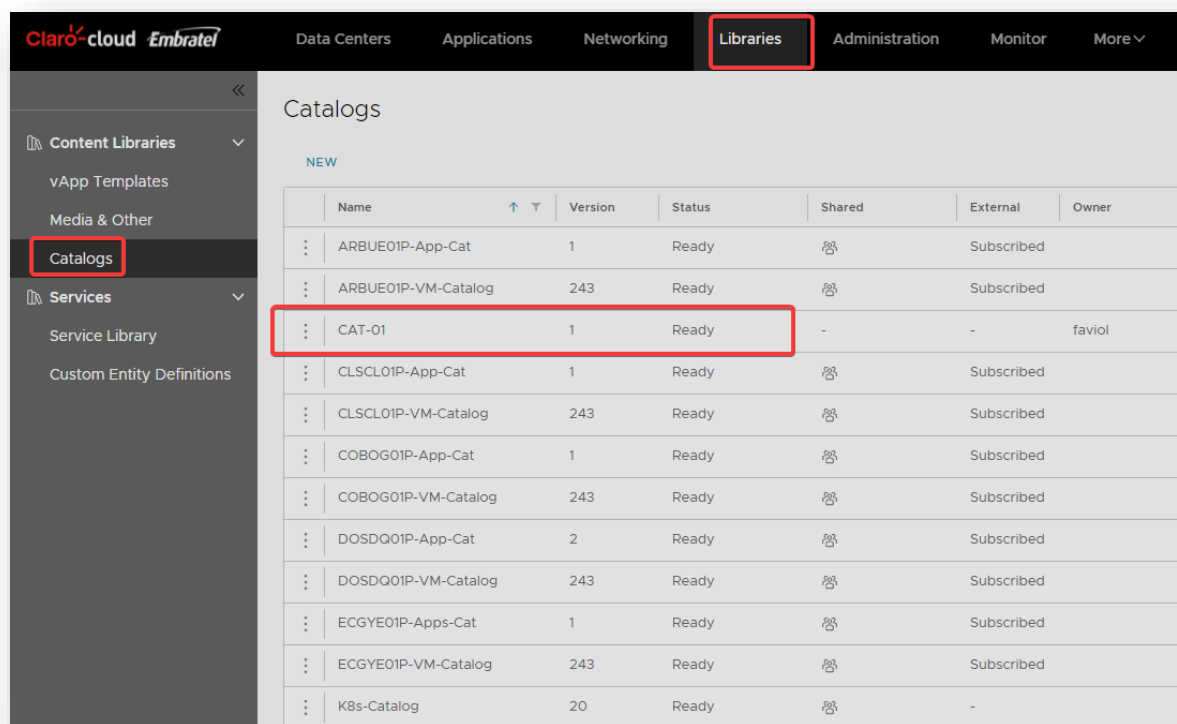 Claro-cloud Embratel Data Centers Applications Networking Libraries Administration Monitor More
Content Libraries
vApp Templates
Media & Other
Catalogs
Services
Service Library
Custom Entity Definitions
Catalogs
NEW
Name Version Status Shared External Owner
ARBUE01P-App-Cat 1 Ready Subscribed
ARBUE01P-VM-Catalog 243 Ready Subscribed
CAT-01 1 Ready - - faviol
CLSCL01P-App-Cat 1 Ready Subscribed
CLSCL01P-VM-Catalog 243 Ready Subscribed
COBOG01P-App-Cat 1 Ready Subscribed
COBOG01P-VM-Catalog 243 Ready Subscribed
DOSDQ01P-App-Cat 2 Ready Subscribed
DOSDQ01P-VM-Catalog 243 Ready Subscribed
ECGYE01P-Apps-Cat 1 Ready Subscribed
ECGYE01P-VM-Catalog 243 Ready Subscribed
K8s-Catalog 20 Ready -